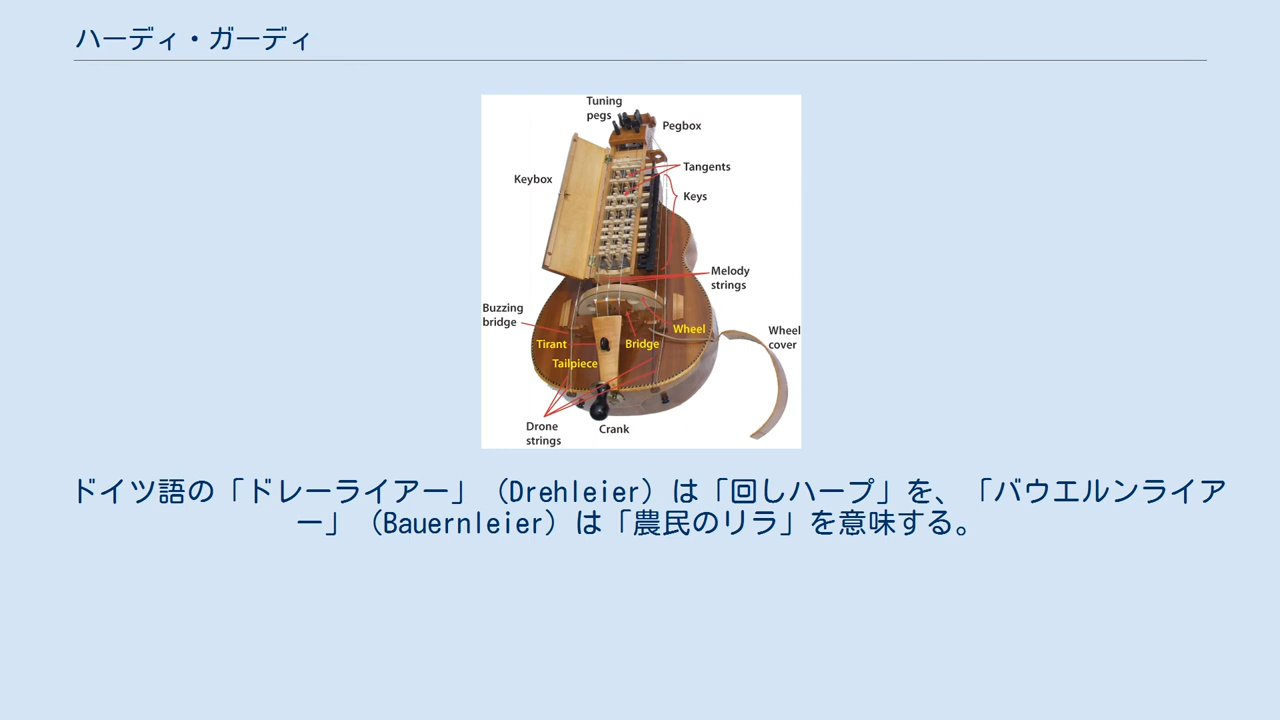 ハーディ・ガーディ
Tuning
pegs
Pegbox
Tangents
Keybox
Keys
Melody
strings
Buzzing
bridge
Wheel
Wheel
cover
Tirant
Bridge
Tailpiece
Drone
strings
Crank
ドイツ語の「ドレーライアー」（Drehleier）は「回しハープ」を、「バウエルンライア
ー」（Bauernleier）は「農民のリラ」を意味する。